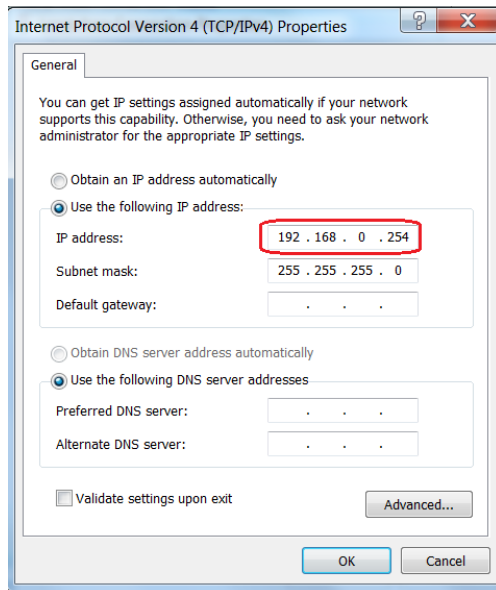 Internet Protocol Version 4 (TCP/IPv4) Properties
General
You can get IP settings assigned automatically if your network
supports this capability. Otherwise, you need to ask your network
administrator for the appropriate IP settings.
Obtain an IP address automatically
Use the following IP address:
IP address: 192 . 168 . 0 . 254
Subnet mask: 255 . 255 . 255 . 0
Default gateway: . . .
Obtain DNS server address automatically
Use the following DNS server addresses
Preferred DNS server: . . .
Alternate DNS server: . . .
Validate settings upon exit
Advanced...
OK Cancel